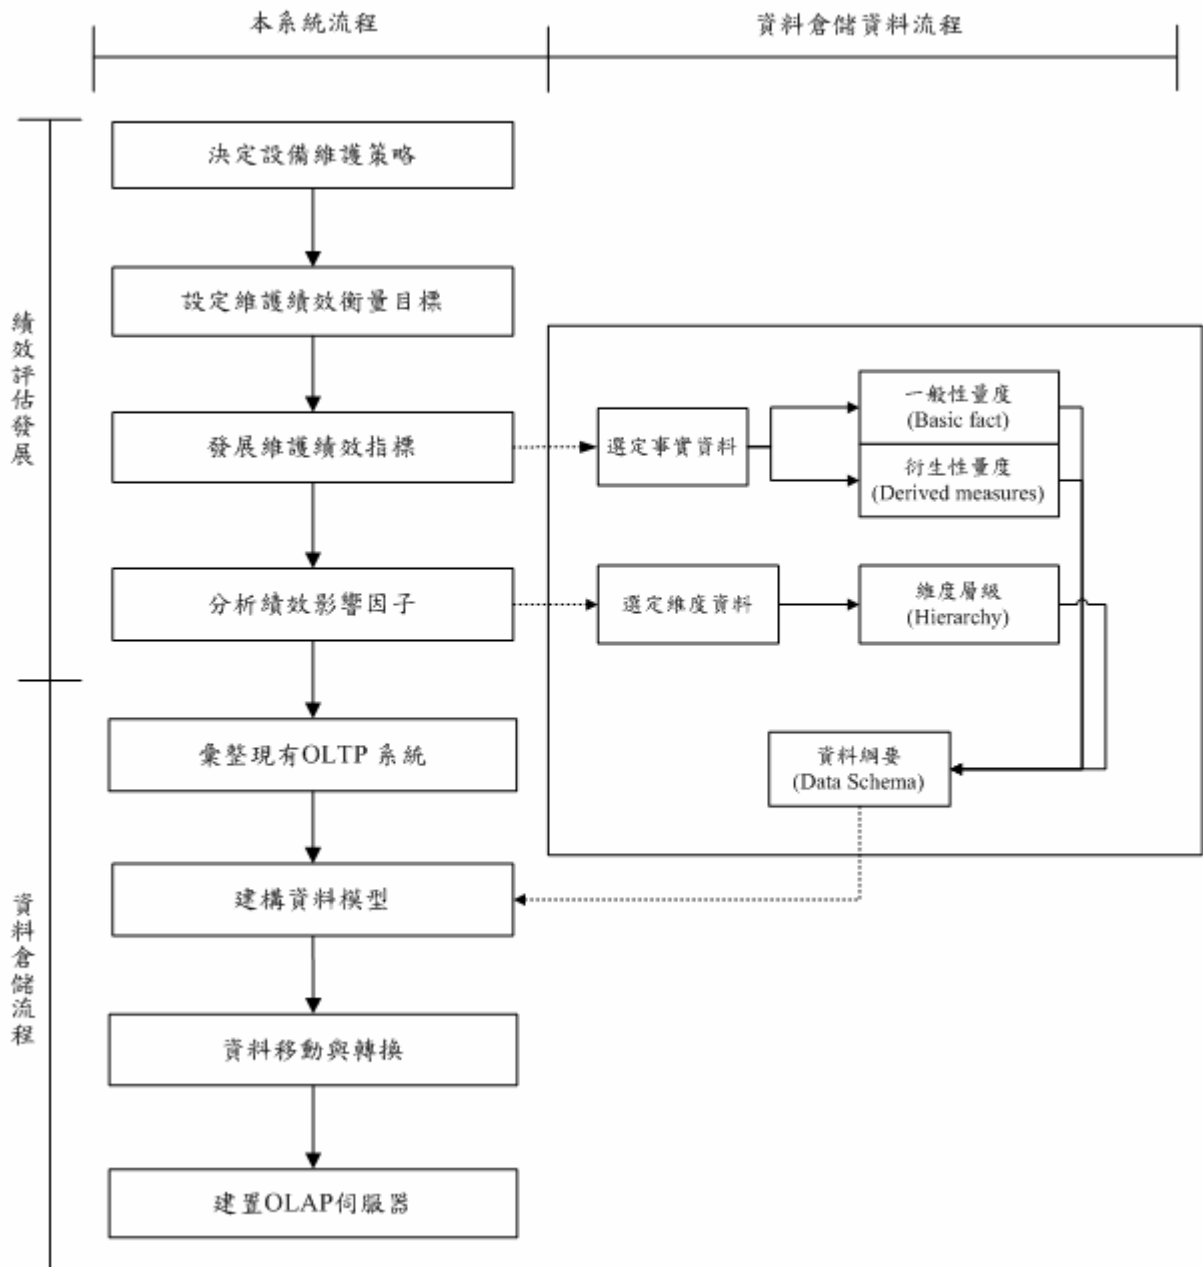 本系統流程
資料倉儲資料流程
績效評估發展
決定設備維護策略
設定維護績效衡量目標
發展維護績效指標
選定事實資料
一般性量度
(Basic fact)
衍生性量度
(Derived measures)
分析績效影響因子
選定維度資料
維度層級
(Hierarchy)
資料倉儲流程
彙整現有OLTP 系統
資料綱要
(Data Schema)
建構資料模型
資料移動與轉換
建置OLAP伺服器